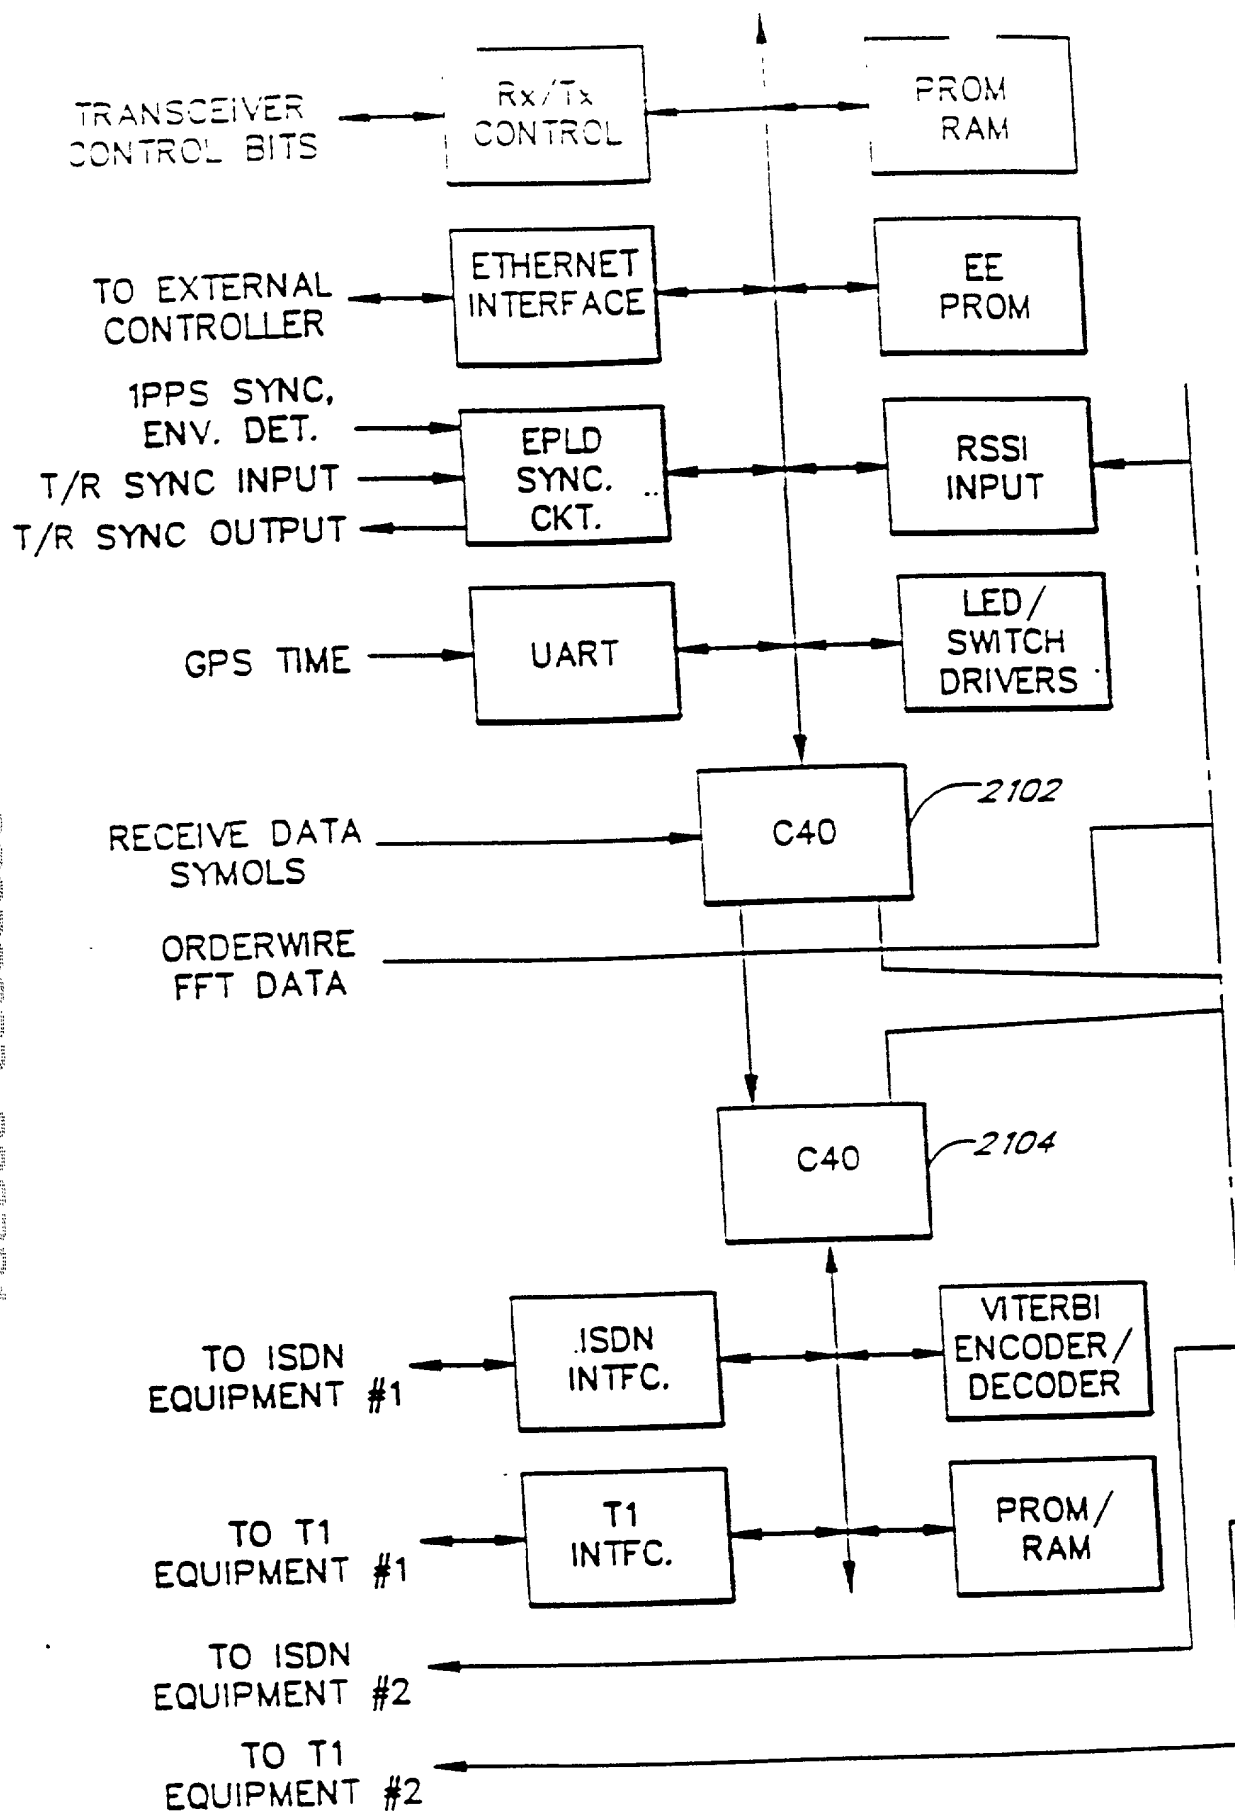 TRANSCEIVER
CONTROL BITS
Rx/Tx
CONTROL
PROM
RAM
TO EXTERNAL
CONTROLLER
ETHERNET
INTERFACE
EE
PROM
1PPS SYNC,
ENV. DET.
T/R SYNC INPUT
T/R SYNC OUTPUT
EPLD
SYNC.
CKT.
RSSI
INPUT
GPS TIME
UART
LED/
SWITCH
DRIVERS
RECEIVE DATA
SYMOLS
C40
2102
ORDERWIRE
FFT DATA
C40
2104
TO ISDN
EQUIPMENT #1
ISDN
INTFC.
VITERBI
ENCODER/
DECODER
TO T1
EQUIPMENT #1
T1
INTFC.
PROM/
RAM
TO ISDN
EQUIPMENT #2
TO T1
EQUIPMENT #2